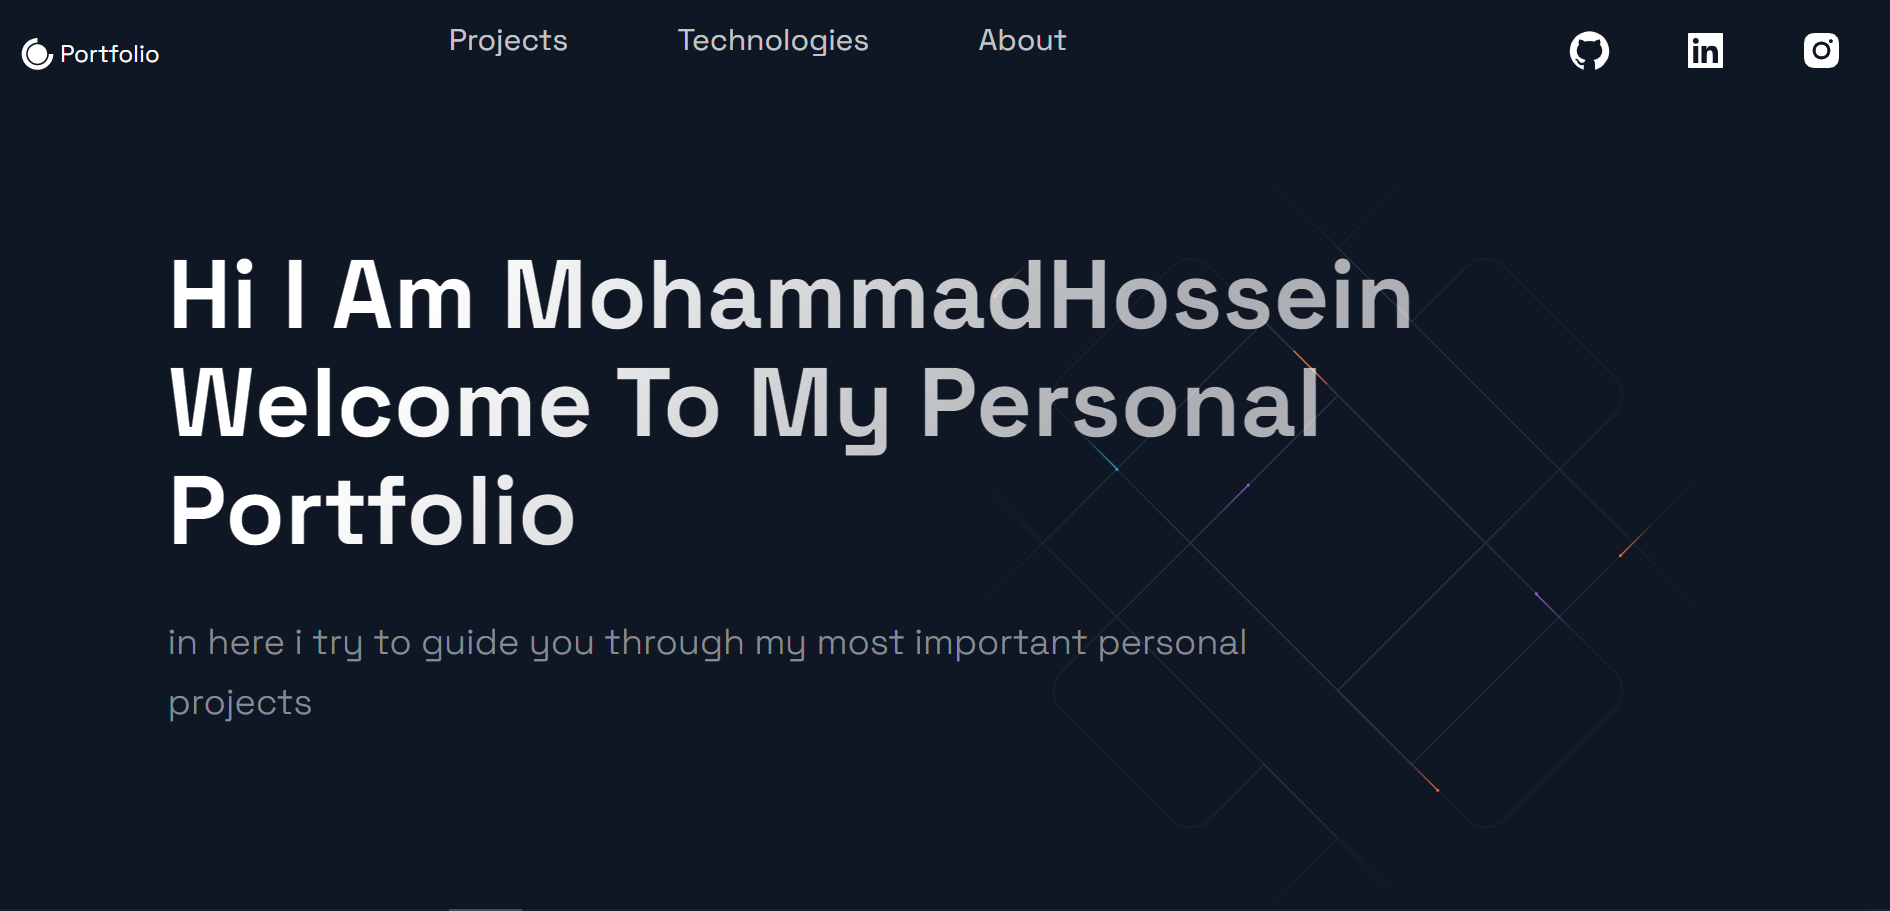 Portfolio
Projects
Technologies
About
Hi I Am MohammadHossein
Welcome To My Personal
Portfolio
in here i try to guide you through my most important personal
projects